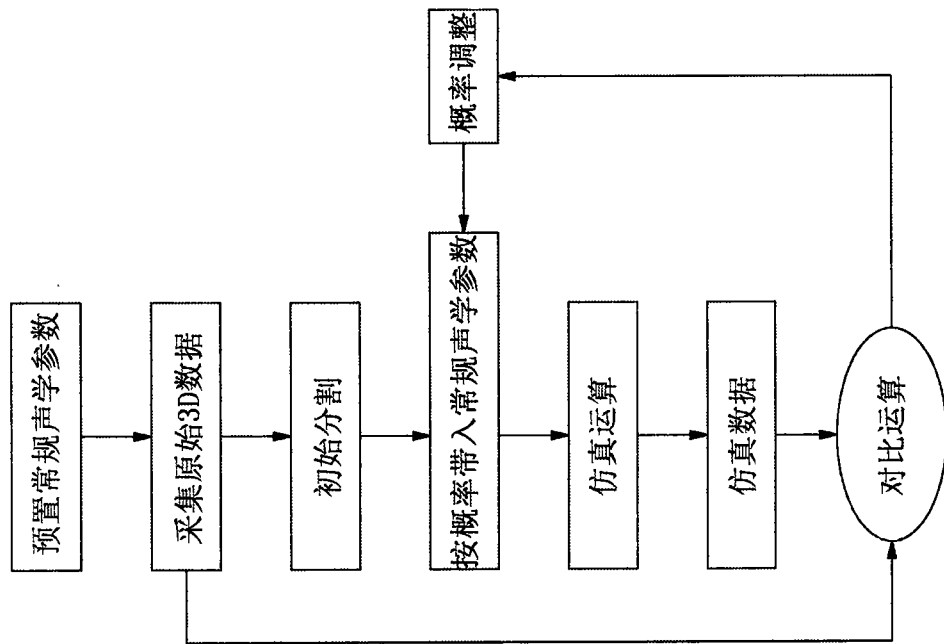 预置常规声学参数
采集原始3D数据
初始分割
按概率带入常规声学参数
概率调整
仿真运算
仿真数据
对比运算